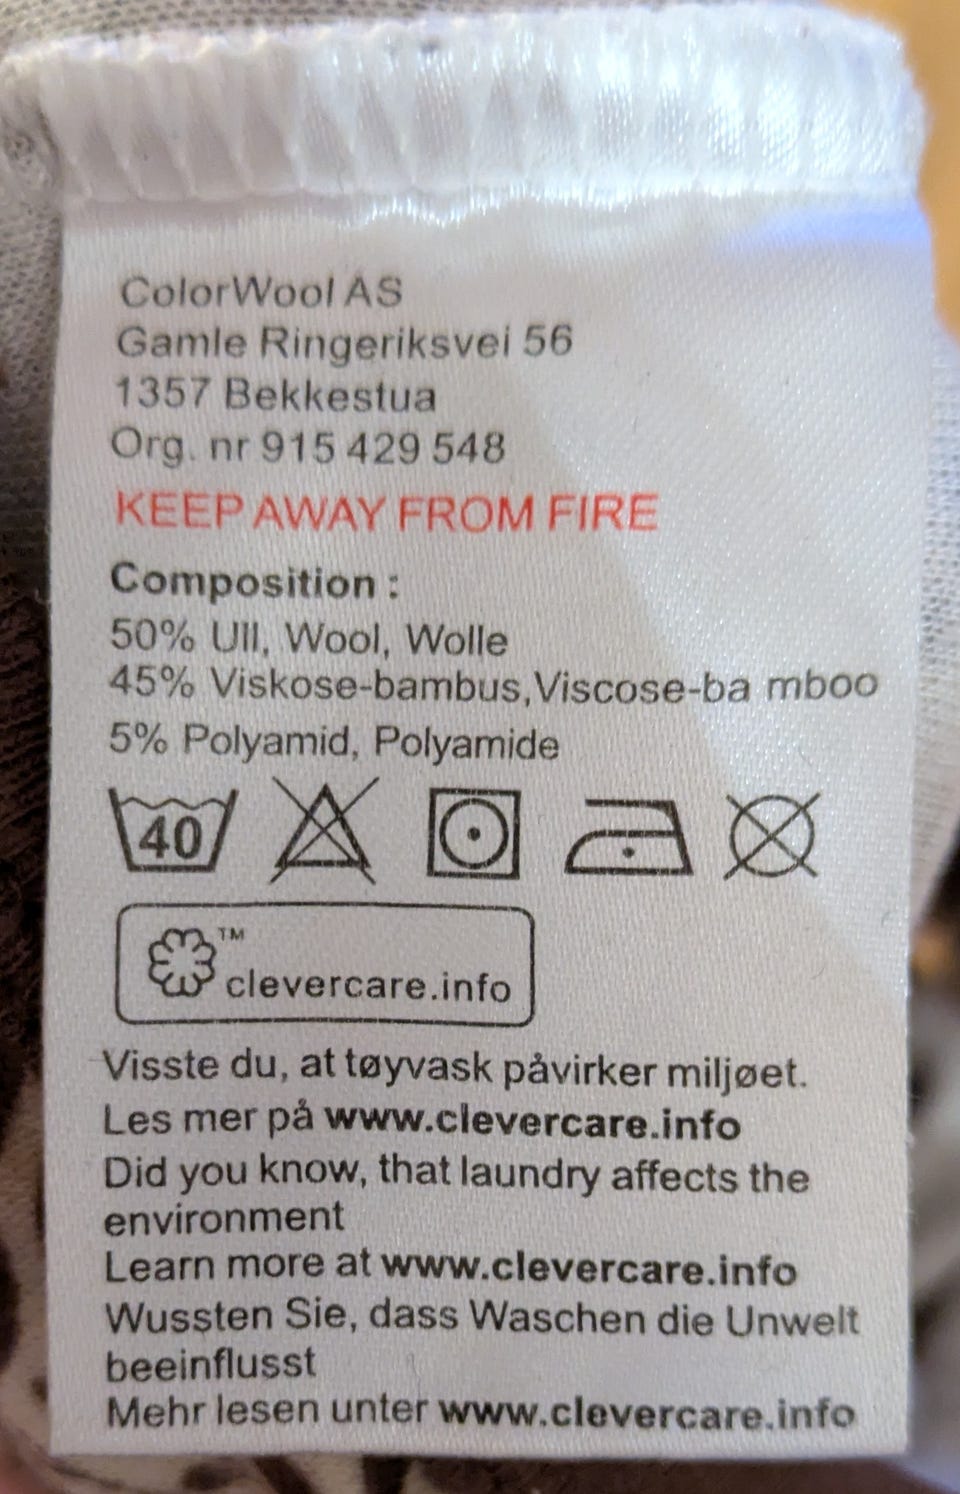 ColorWool AS
Gamle Ringeriksvei 56
1357 Bekkestua
Org. nr 915 429 548
KEEP AWAY FROM FIRE
Composition :
50% Ull, Wool, Wolle
45% Viskose-bambus,Viscose-ba mboo
5% Polyamid, Polyamide
40
™
clevercare.info
Visste du, at tøyvask påvirker miljøet.
Les mer på www.clevercare.info
Did you know, that laundry affects the
environment
Learn more at www.clevercare.info
Wussten Sie, dass Waschen die Unwelt
beeinflusst
Mehr lesen unter www.clevercare.info